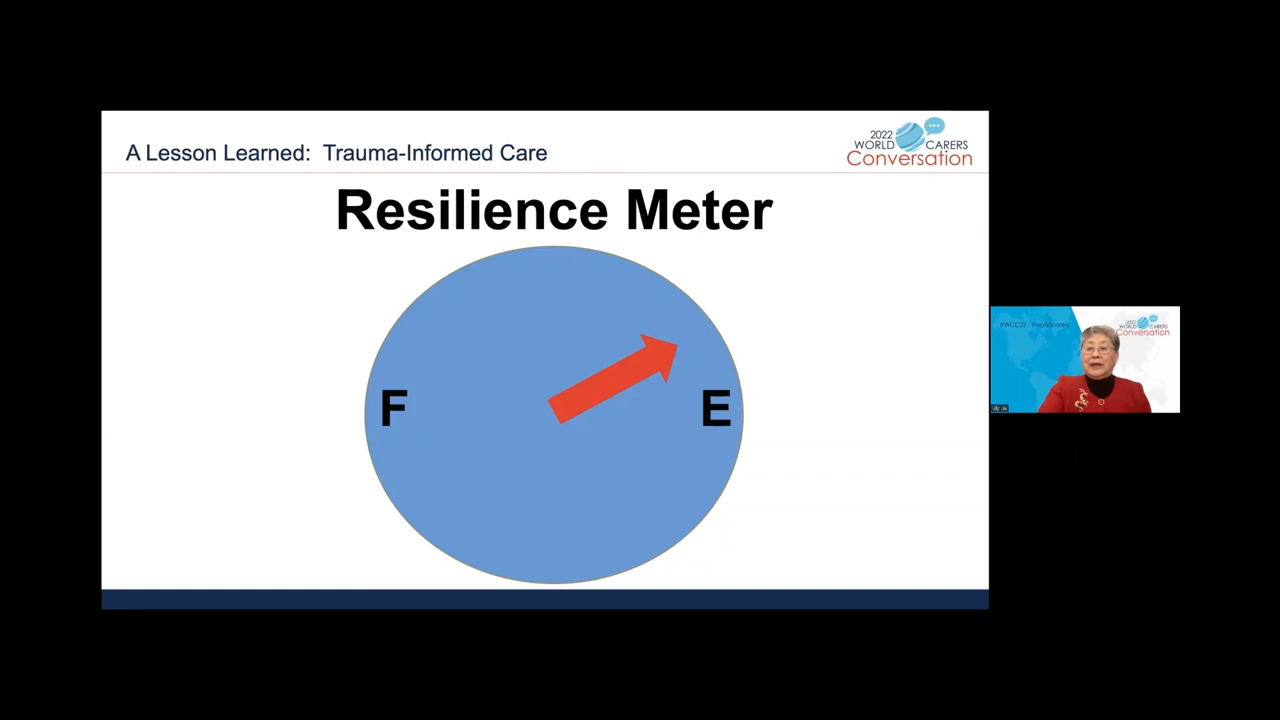 A Lesson Learned: Trauma-Informed Care
2022
WORLD CARERS
Conversation
Resilience Meter
F
E
2022
WORLD CARERS
Conversation